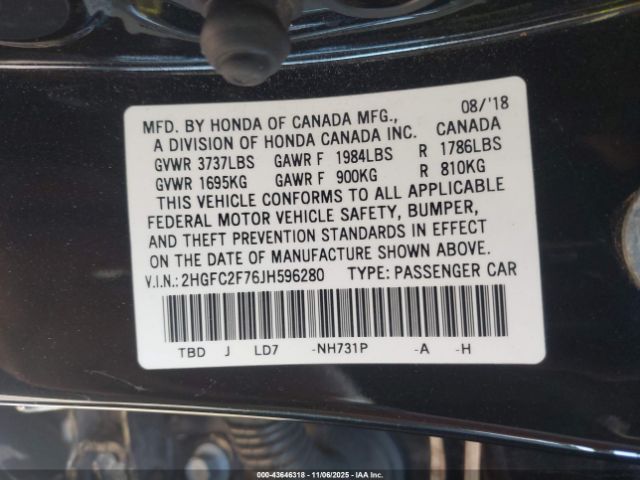 08/'18
MFD. BY HONDA OF CANADA MFG.,
A DIVISION OF HONDA CANADA INC. CANADA
GVWR 3737LBS GAWR F 1984LBS R 1786LBS
GVWR 1695KG GAWR F 900KG R 810KG
THIS VEHICLE CONFORMS TO ALL APPLICABLE
FEDERAL MOTOR VEHICLE SAFETY, BUMPER,
AND THEFT PREVENTION STANDARDS IN EFFECT
ON THE DATE OF MANUFACTURE SHOWN ABOVE.
V.I.N.: 2HGFC2F76JH596280 TYPE: PASSENGER CAR
TBD J LD7 -NH731P -A -H
000-43646318 - 11/06/2025 - IAA Inc.